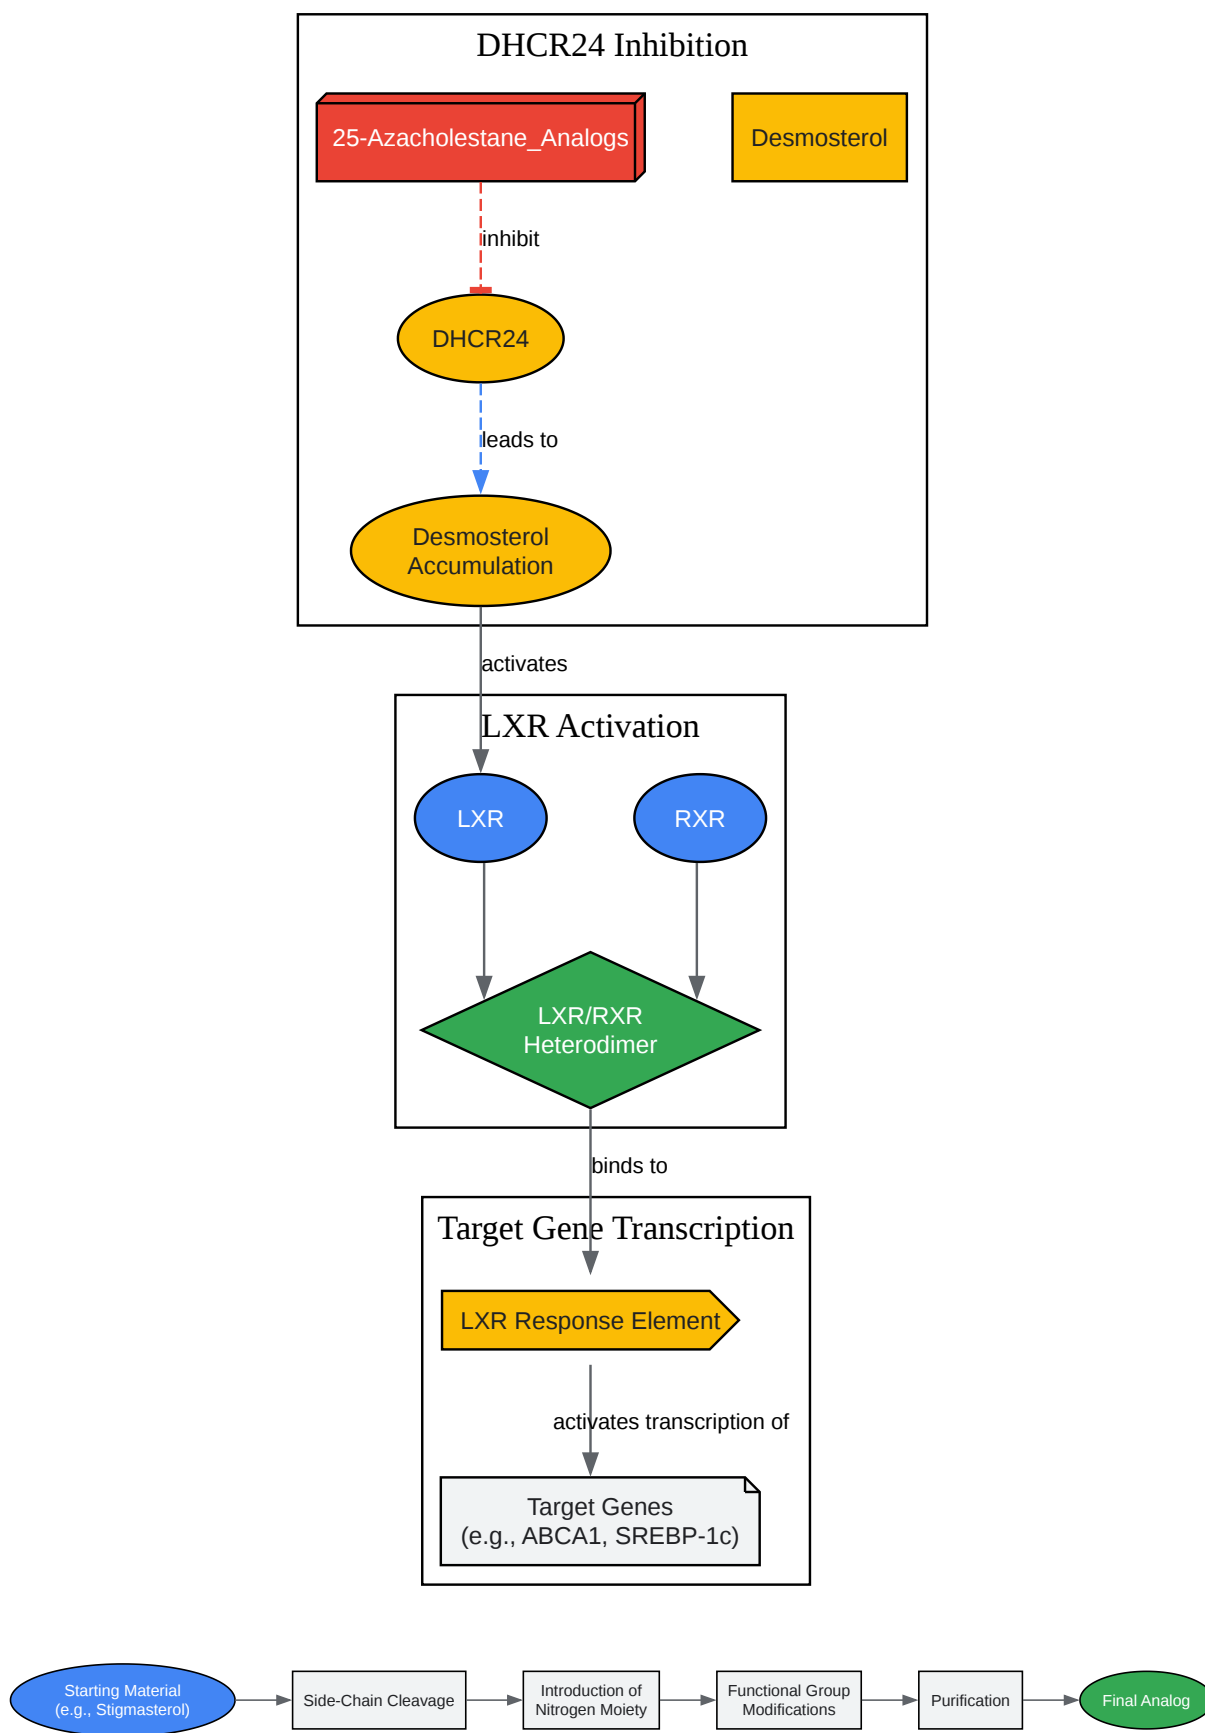 DHCR24 Inhibition
25-Azacholestane_Analogs
Desmosterol
inhibit
DHCR24
leads to
Desmosterol
Accumulation
activates
LXR Activation
LXR
RXR
LXR/RXR
Heterodimer
binds to
Target Gene Transcription
LXR Response Element
activates transcription of
Target Genes
(e.g., ABCA1, SREBP-1c)
Starting Material
(e.g., Stigmasterol)
Side-Chain Cleavage
Introduction of
Nitrogen Moiety
Functional Group
Modifications
Purification
Final Analog